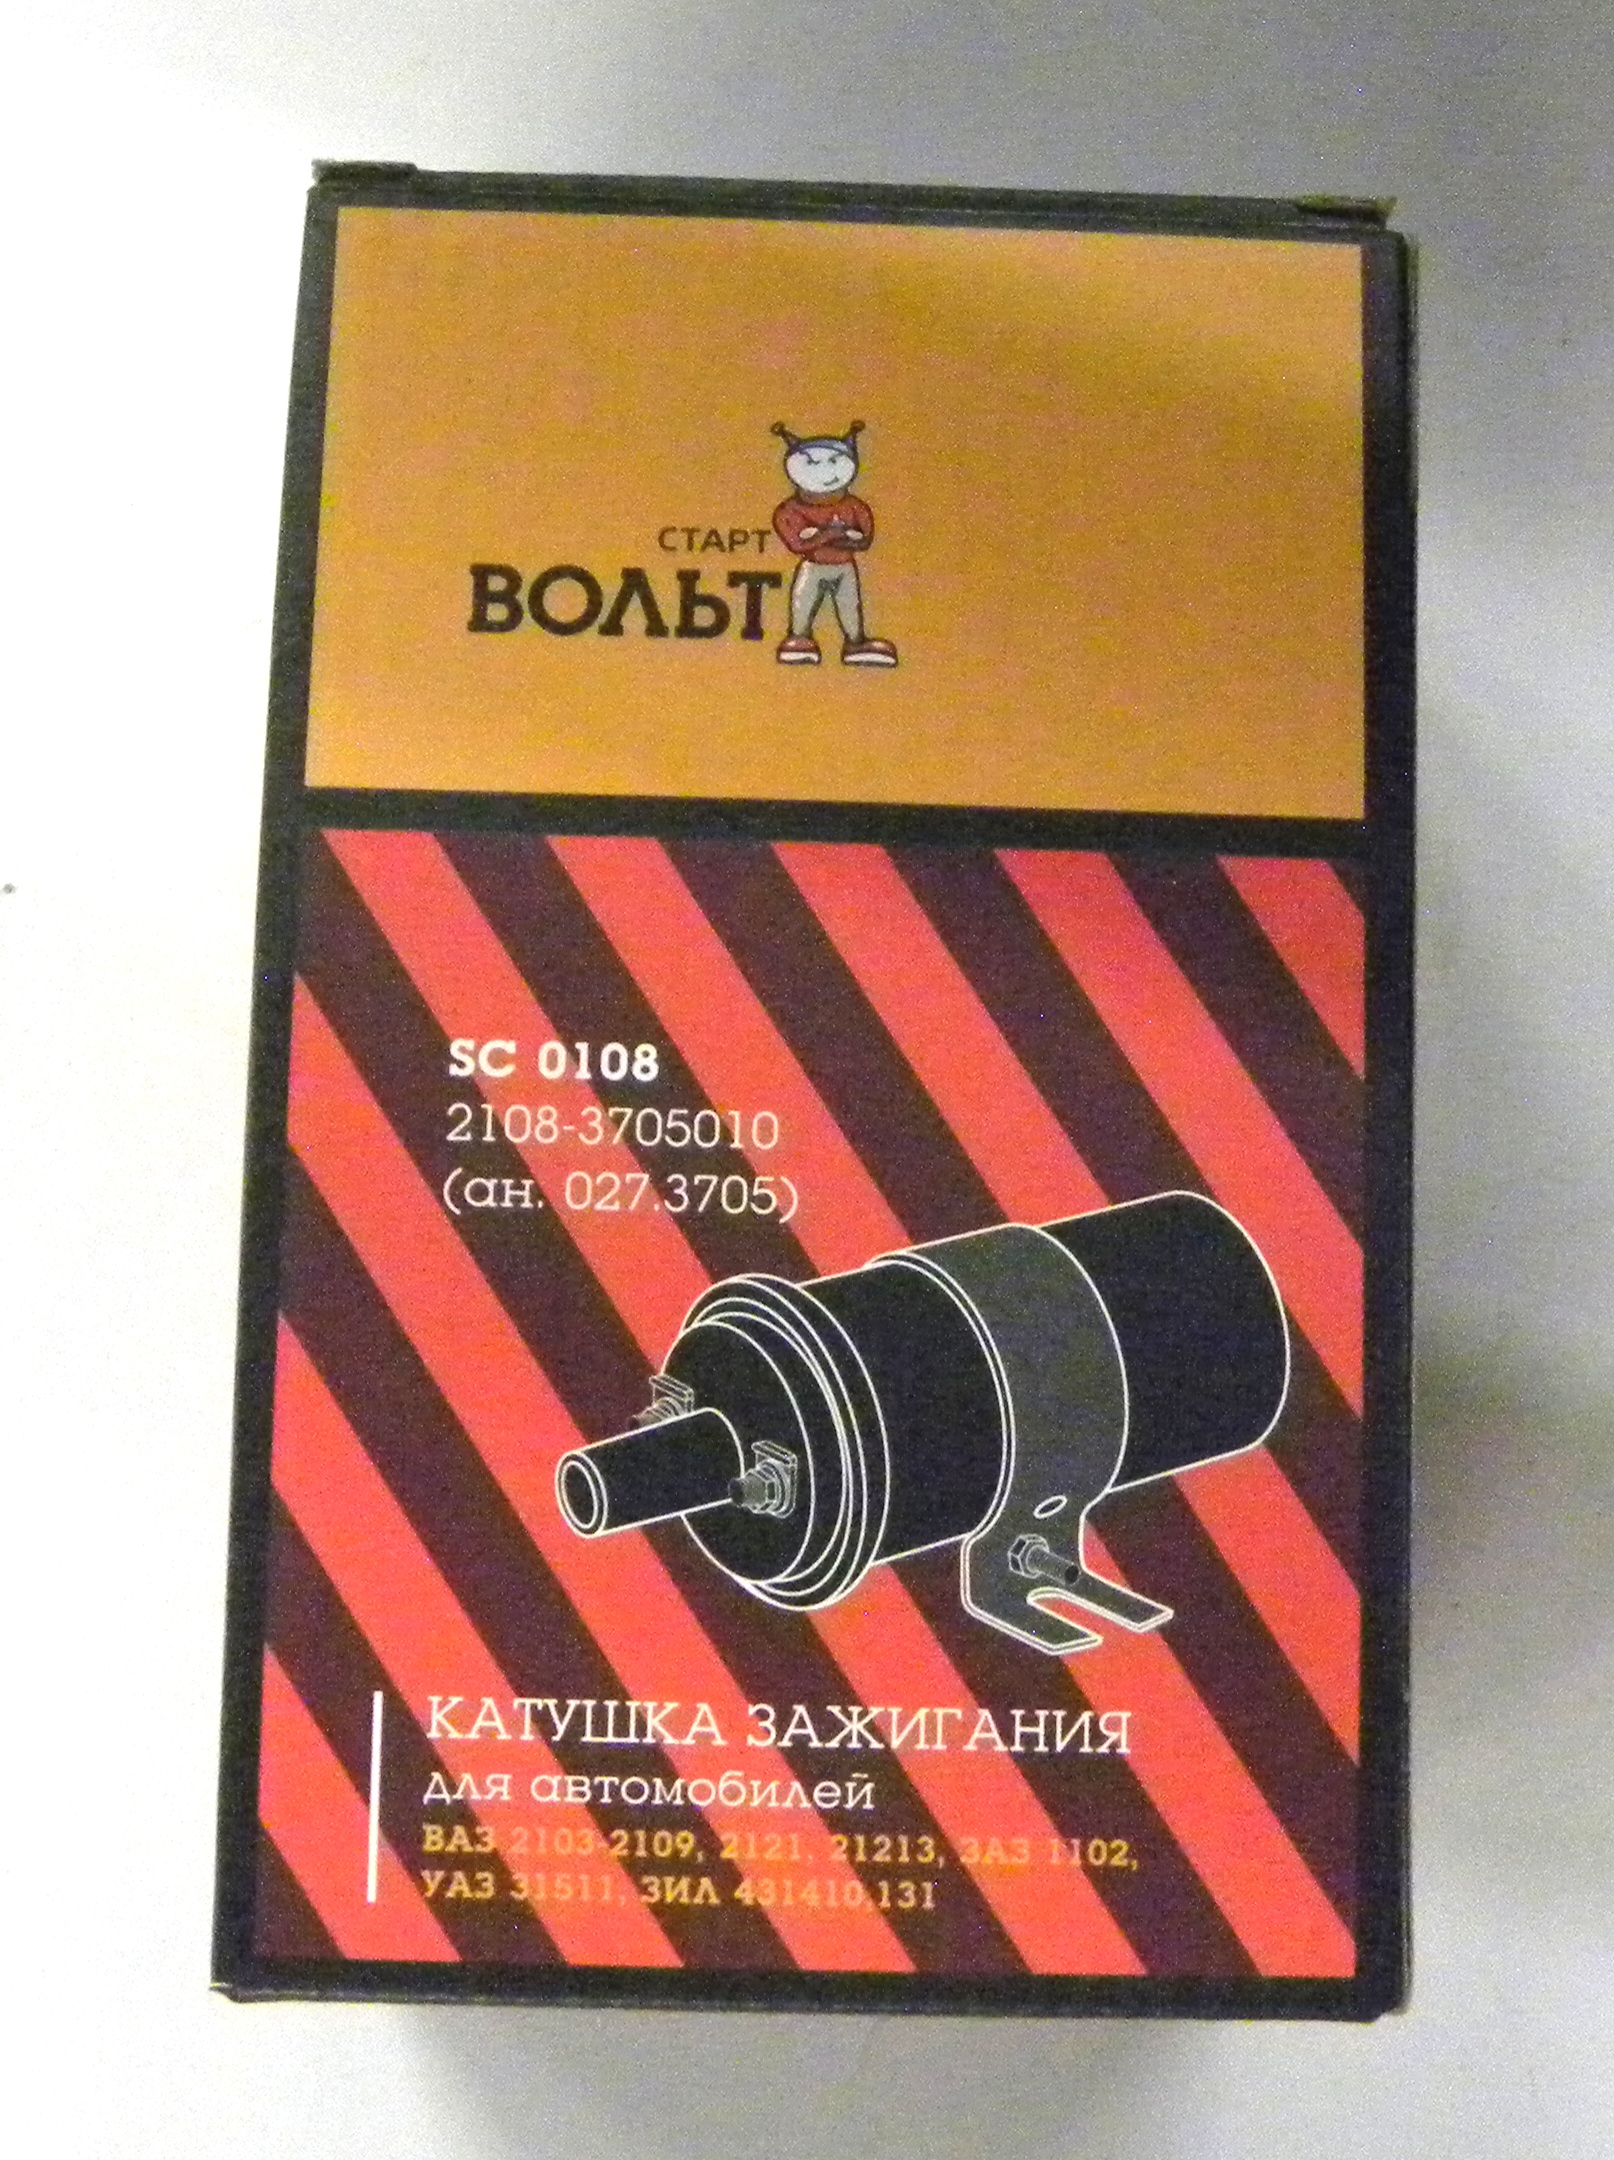 СТАРТ
ВОЛЬТ
SC 0108
2108-3705010
(ан. 027.3705)
КАТУШКА ЗАЖИГАНИЯ
для автомобилей
ВАЗ 2103-2109, 2121, 21213, ЗАЗ 1102,
УАЗ 31511, ЗИЛ 431410,131